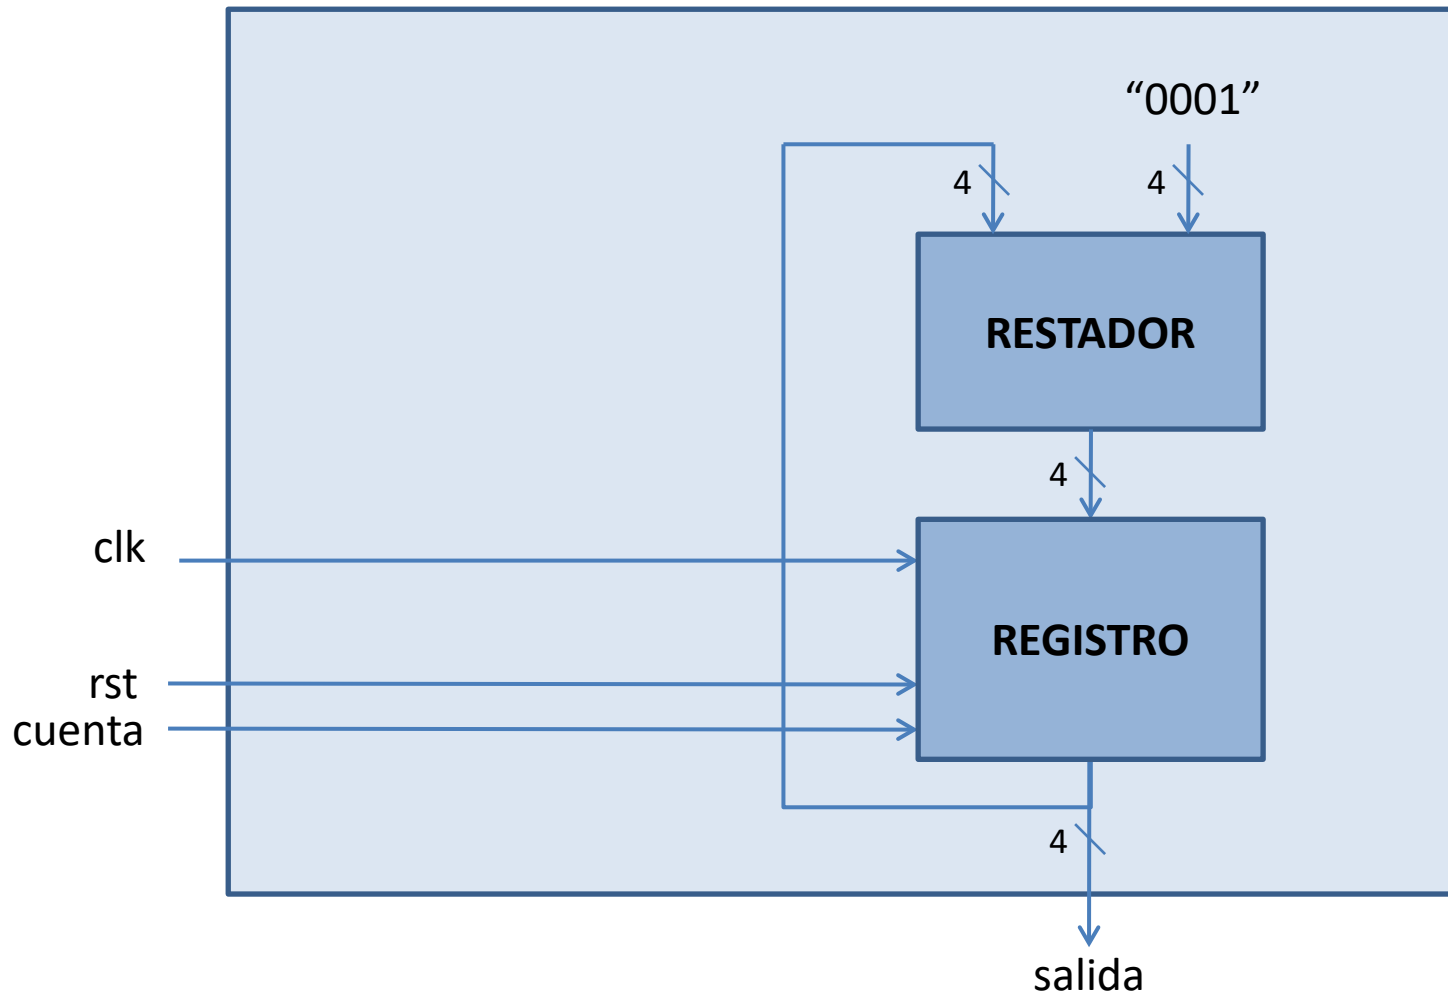 “0001”
4
4
RESTADOR
4
clk
REGISTRO
rst
cuenta
4
salida